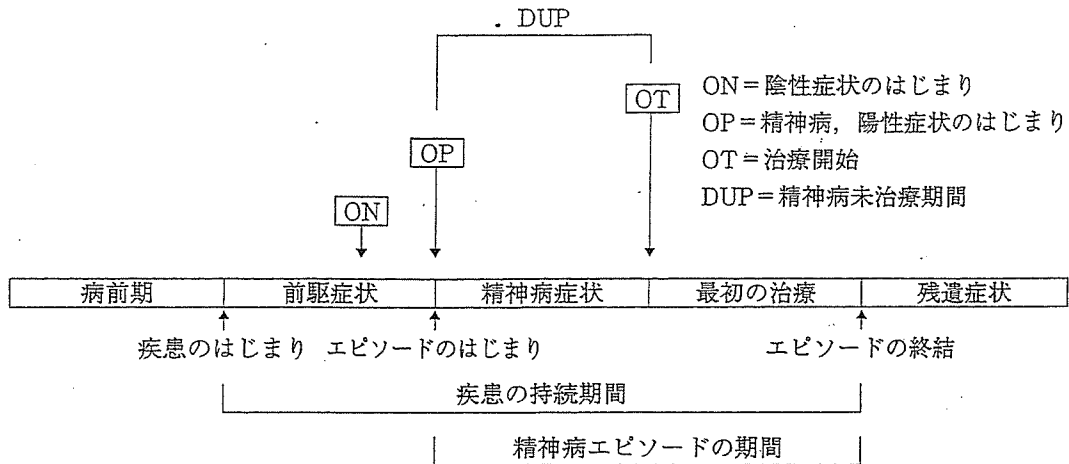 DUP
OT
ON＝陰性症状のはじまり
OP＝精神病，陽性症状のはじまり
OT＝治療開始
DUP＝精神病未治療期間
OP
ON
病前期 前駆症状 精神病症状 最初の治療 残遺症状
疾患のはじまり エピソードのはじまり エピソードの終結
疾患の持続期間
精神病エピソードの期間